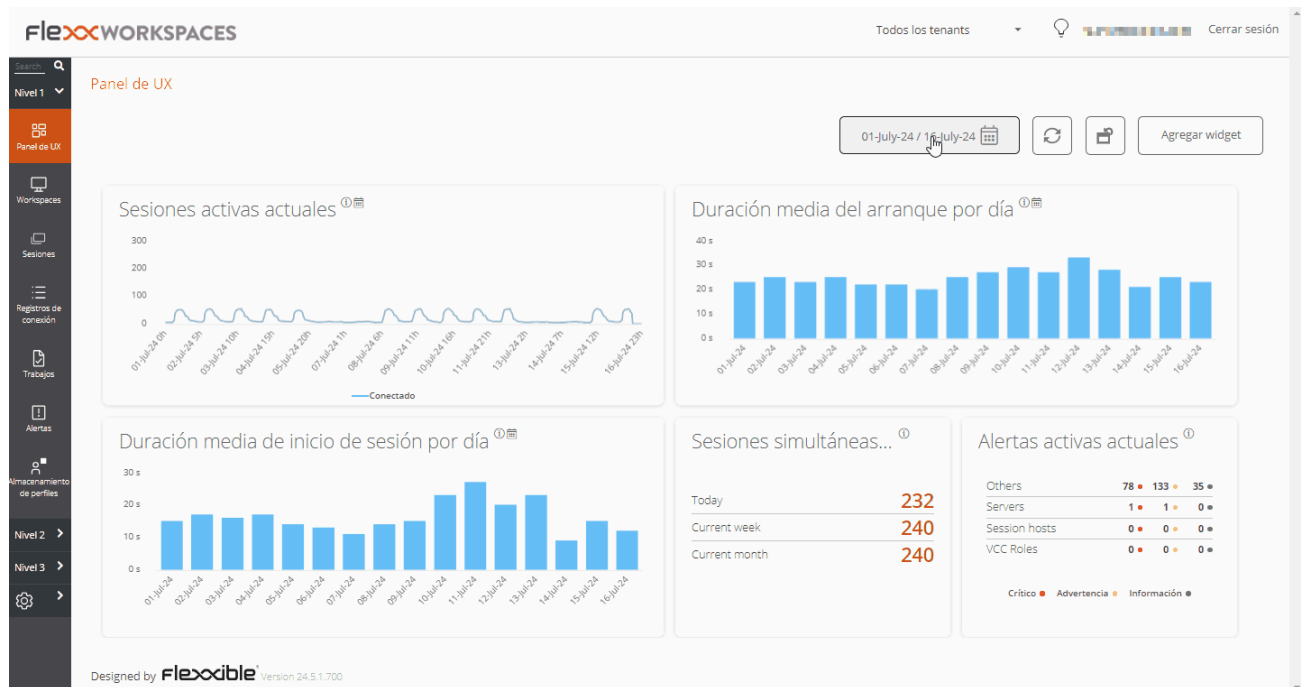 FlexxWORKSPACES
Todos los tenants
Cerrar sesión
Search
Nivel 1
Panel de UX
Workspaces
Sesiones
Registros de
conexión
Trabajos
Alertas
Almacenamiento
de perfiles
Nivel 2
Nivel 3
Panel de UX
01-July-24 / 16-July-24
Agregar widget
Sesiones activas actuales
300
200
100
0
01-Jul-24 0h
02-Jul-24 5h
03-Jul-24 10h
04-Jul-24 15h
05-Jul-24 20h
07-Jul-24 1h
08-Jul-24 6h
09-Jul-24 11h
10-Jul-24 16h
11-Jul-24 21h
13-Jul-24 2h
14-Jul-24 7h
15-Jul-24 12h
16-Jul-24 23h
Conectado
Duración media del arranque por día
40 s
30 s
20 s
10 s
0 s
01-Jul-24
02-Jul-24
03-Jul-24
04-Jul-24
05-Jul-24
06-Jul-24
07-Jul-24
08-Jul-24
09-Jul-24
10-Jul-24
11-Jul-24
12-Jul-24
13-Jul-24
14-Jul-24
15-Jul-24
16-Jul-24
Duración media de inicio de sesión por día
30 s
20 s
10 s
0 s
01-Jul-24
02-Jul-24
03-Jul-24
04-Jul-24
05-Jul-24
06-Jul-24
07-Jul-24
08-Jul-24
09-Jul-24
10-Jul-24
11-Jul-24
12-Jul-24
13-Jul-24
14-Jul-24
15-Jul-24
16-Jul-24
Sesiones simultáneas...
Today 232
Current week 240
Current month 240
Alertas activas actuales
Others 78 133 35
Servers 1 1 0
Session hosts 0 0 0
VCC Roles 0 0 0
Crítico Advertencia Información
Designed by Flexxible Version 24.5.1.700